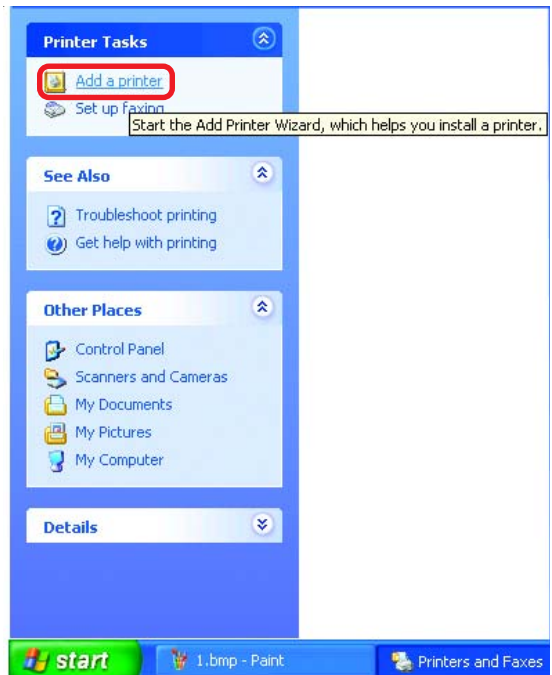 Printer Tasks
Add a printer
Set up faxing
Start the Add Printer Wizard, which helps you install a printer.
See Also
Troubleshoot printing
Get help with printing
Other Places
Control Panel
Scanners and Cameras
My Documents
My Pictures
My Computer
Details
start
1.bmp - Paint
Printers and Faxes